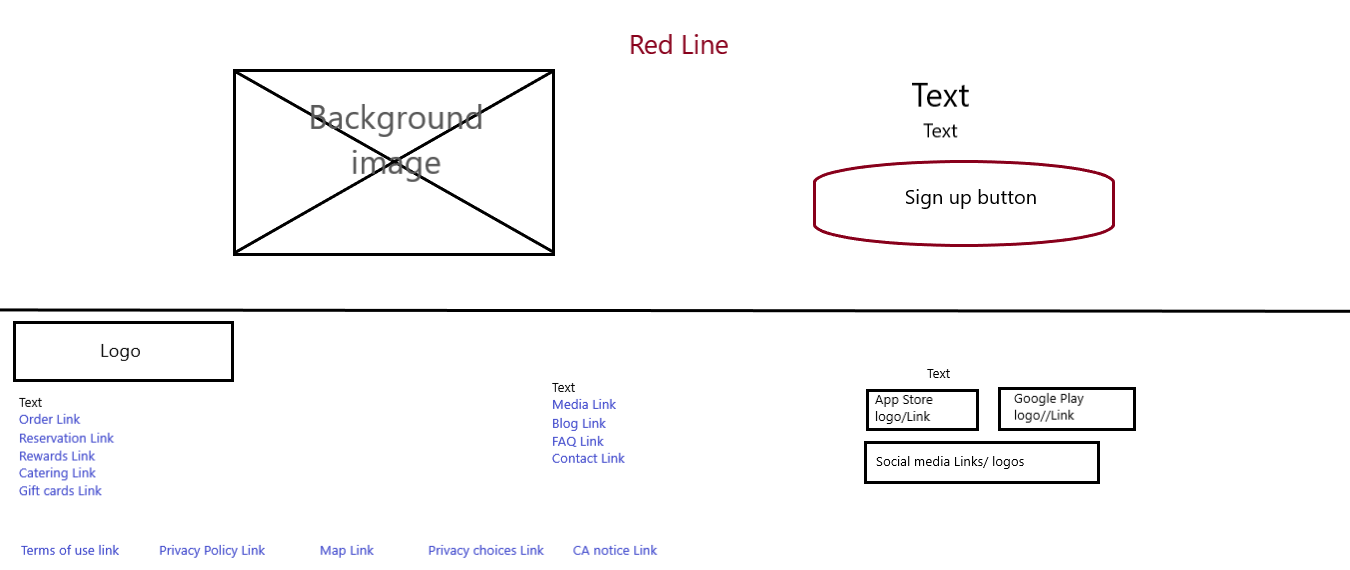 Red Line
Background
image
Text
Text
Sign up button
Logo
Text
Order Link
Reservation Link
Rewards Link
Catering Link
Gift cards Link
Text
Media Link
Blog Link
FAQ Link
Contact Link
Text
App Store
logo/Link
Google Play
logo//Link
Social media Links/ logos
Terms of use link
Privacy Policy Link
Map Link
Privacy choices Link
CA notice Link